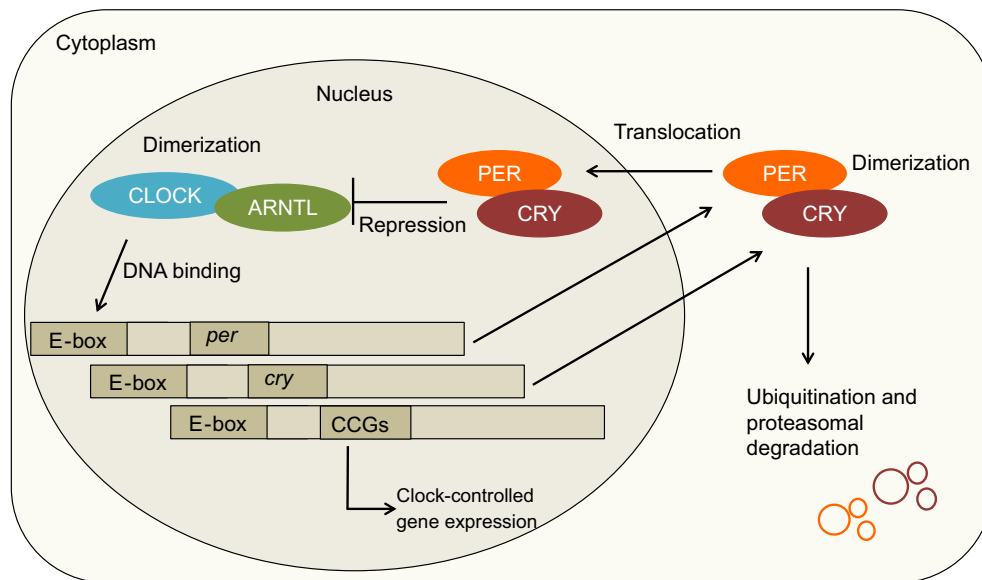 Cytoplasm
Nucleus
Dimerization
CLOCK
ARNTL
Repression
PER
CRY
Translocation
PER
CRY
Dimerization
DNA binding
E-box
per
E-box
cry
E-box
CCGs
Clock-controlled
gene expression
Ubiquitination and
proteasomal
degradation